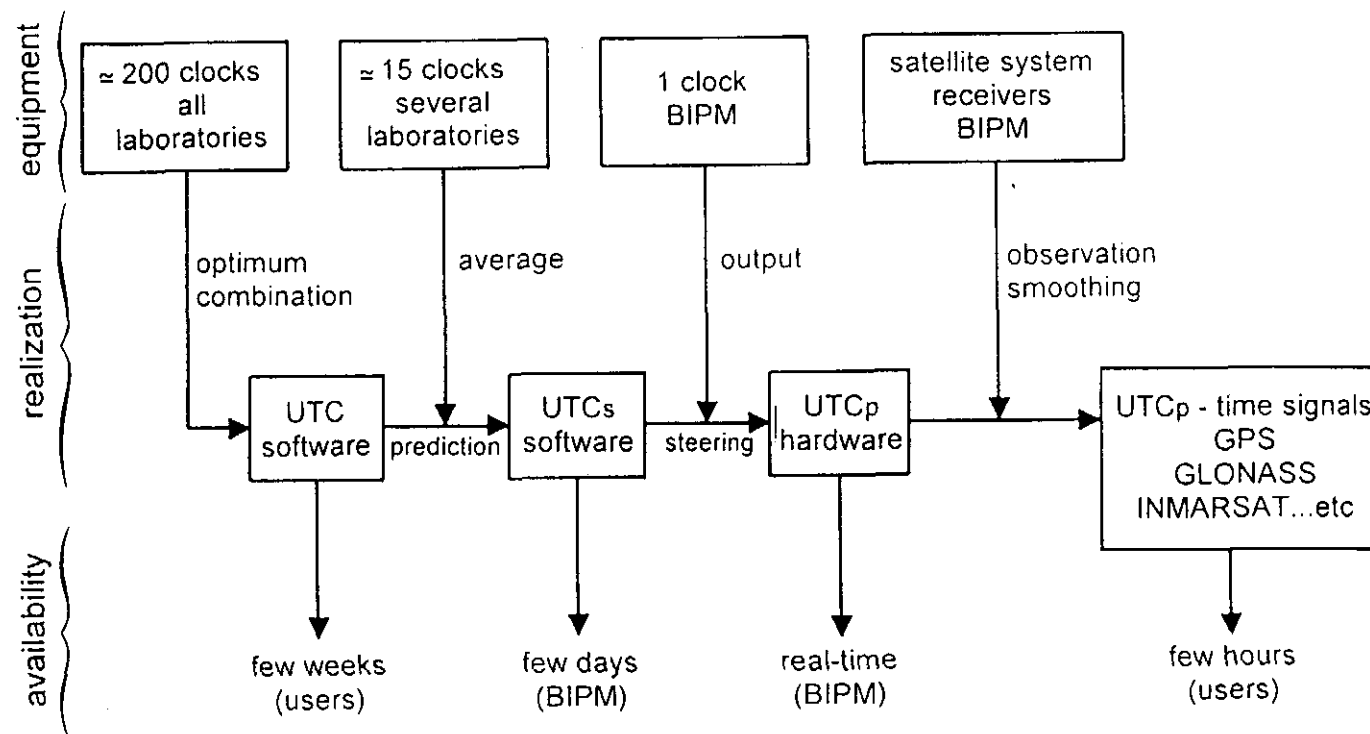 equipment
≃ 200 clocks
all
laboratories
≃ 15 clocks
several
laboratories
1 clock
BIPM
satellite system
receivers
BIPM
realization
optimum
combination
average
output
observation
smoothing
UTC
software
prediction
UTCs
software
steering
UTCp
hardware
UTCp - time signals
GPS
GLONASS
INMARSAT...etc
availability
few weeks
(users)
few days
(BIPM)
real-time
(BIPM)
few hours
(users)